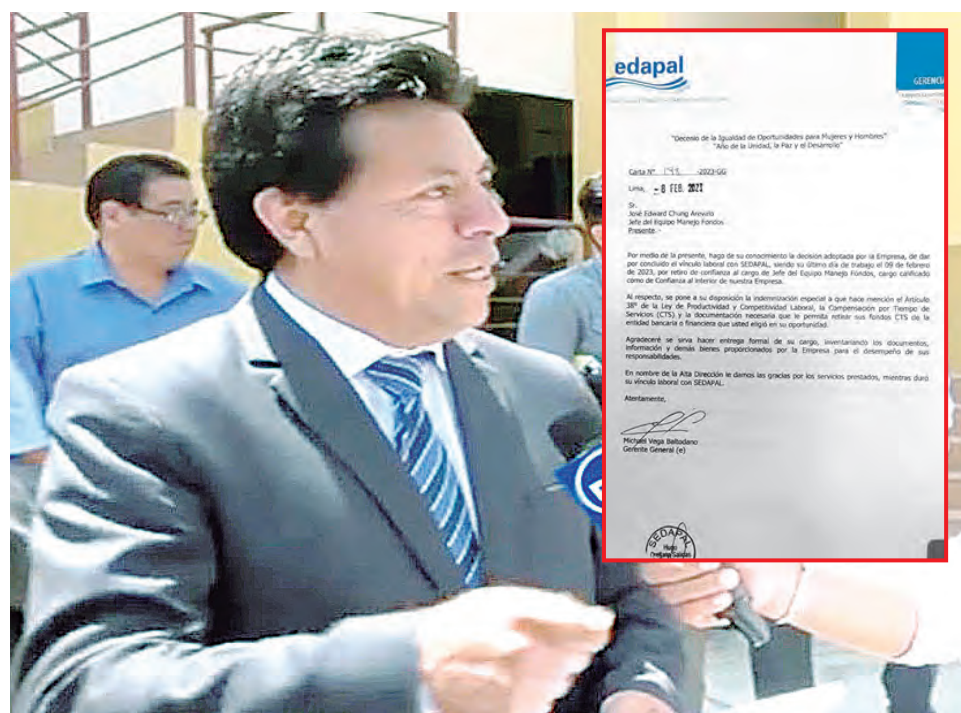 edapal
GERENCIA
"Decenio de la Igualdad de Oportunidades para Mujeres y Hombres"
"Año de la Unidad, la Paz y el Desarrollo"
Carta N° -2023-GG
Lima, - 8 FEB. 2023
Sr.
José Edward Chung Arevalo
Jefe del Equipo Manejo Fondos
Presente.-
Por medio de la presente, hago de su conocimiento la decisión adoptada por la Empresa, de dar
por concluido el vínculo laboral con SEDAPAL, siendo su último día de trabajo el 09 de febrero
de 2023, por retiro de confianza al cargo de Jefe del Equipo Manejo Fondos, cargo calificado
como de Confianza al interior de nuestra Empresa.
Al respecto, se pone a su disposición la indemnización especial a que hace mención el Artículo
38° de la Ley de Productividad y Competitividad Laboral, la Compensación por Tiempo de
Servicios (CTS) y la documentación necesaria que le permita retirar sus fondos CTS de la
entidad bancaria o financiera que usted eligió en su oportunidad.
Agradeceré se sirva hacer entrega formal de su cargo, inventariando los documentos,
información y demás bienes proporcionados por la Empresa para el desempeño de sus
responsabilidades.
En nombre de la Alta Dirección le damos las gracias por los servicios prestados, mientras duró
su vínculo laboral con SEDAPAL.
Atentamente,
Michael Vega Baltodano
Gerente General (e)
SEDAPAL
Hugo